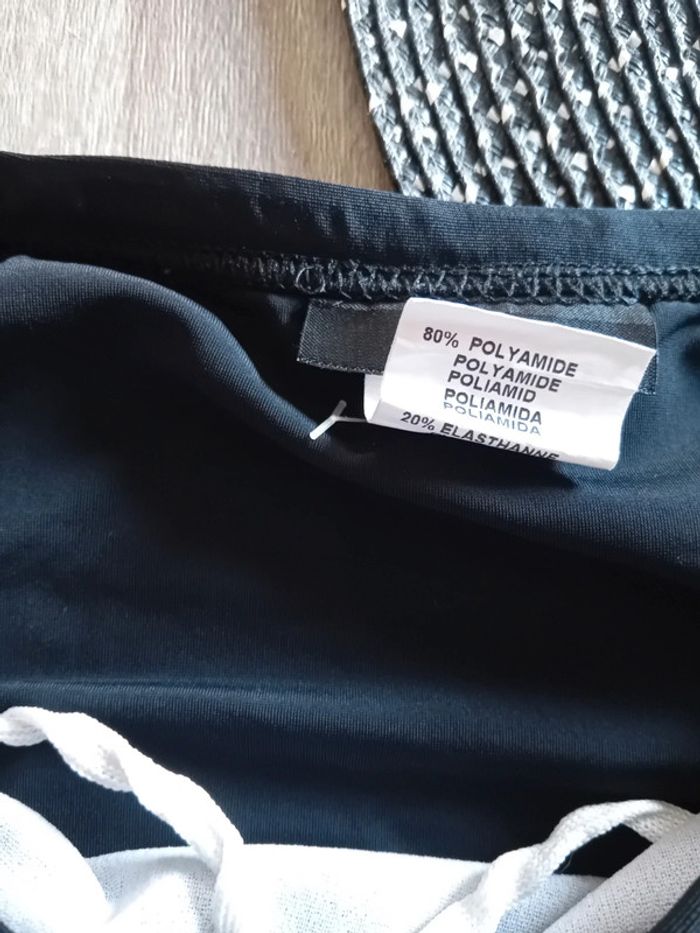 80% POLYAMIDE
POLYAMIDE
POLIAMID
POLIAMIDA
POLIAMIDA
20% ELASTHANNE